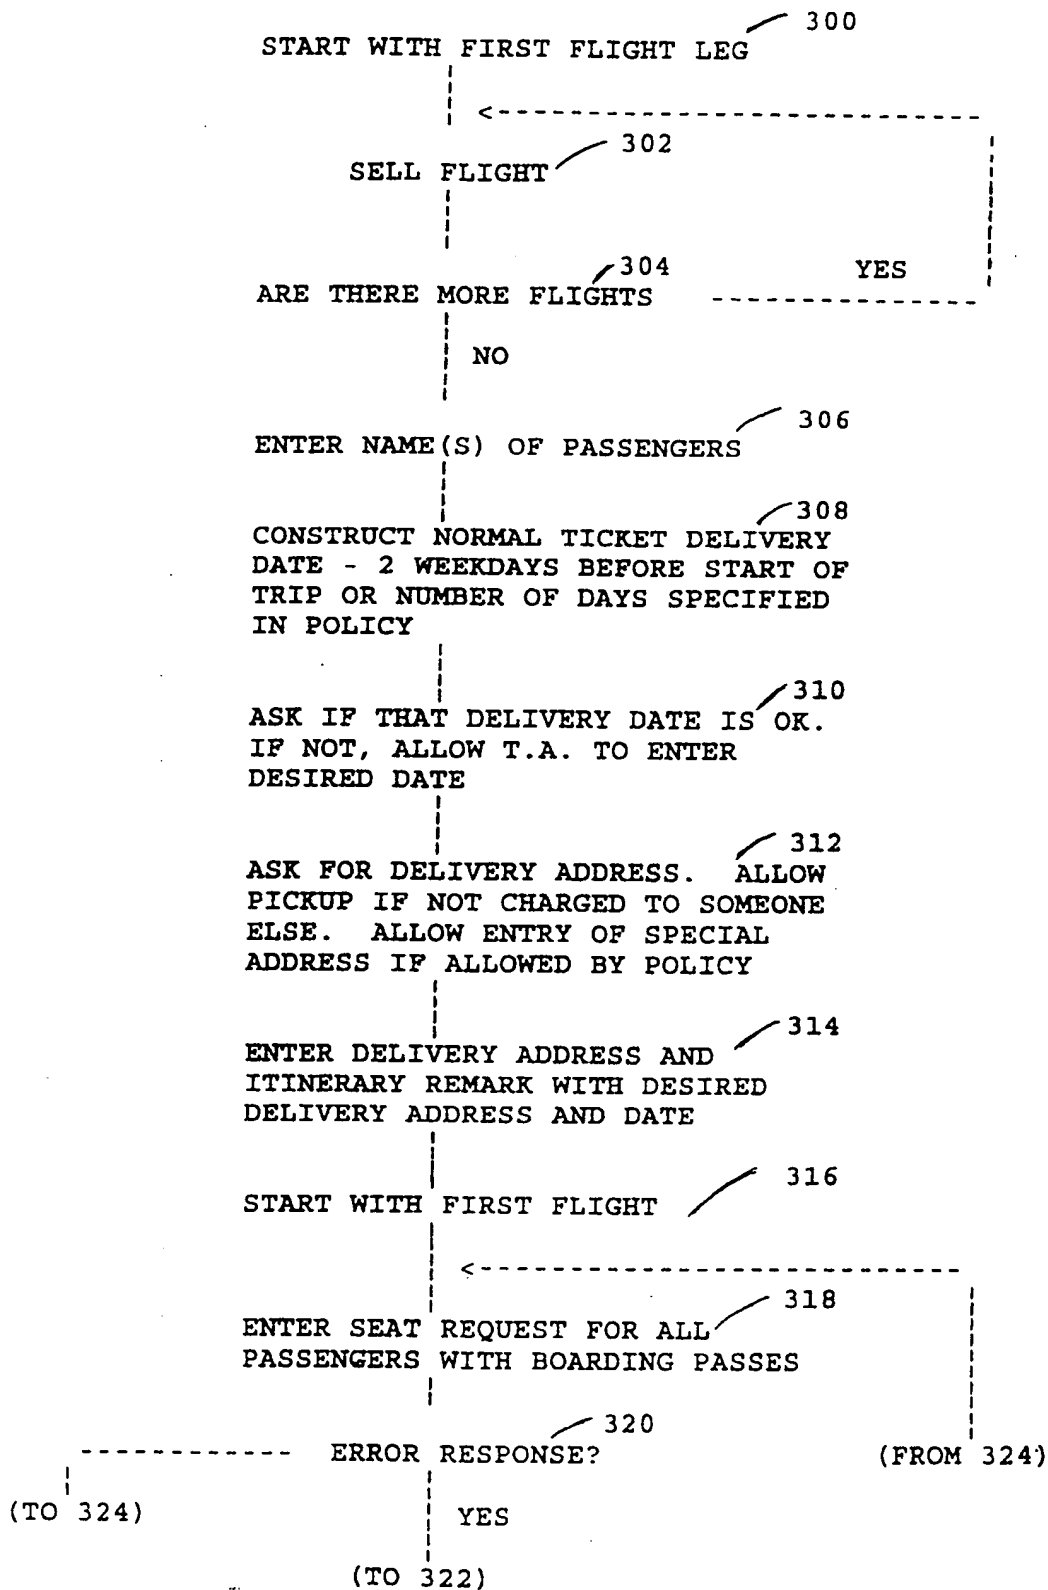 300
START WITH FIRST FLIGHT LEG
302
SELL FLIGHT
304
YES
ARE THERE MORE FLIGHTS
NO
306
ENTER NAME(S) OF PASSENGERS
308
CONSTRUCT NORMAL TICKET DELIVERY
DATE - 2 WEEKDAYS BEFORE START OF
TRIP OR NUMBER OF DAYS SPECIFIED
IN POLICY
310
ASK IF THAT DELIVERY DATE IS OK.
IF NOT, ALLOW T.A. TO ENTER
DESIRED DATE
312
ASK FOR DELIVERY ADDRESS. ALLOW
PICKUP IF NOT CHARGED TO SOMEONE
ELSE. ALLOW ENTRY OF SPECIAL
ADDRESS IF ALLOWED BY POLICY
314
ENTER DELIVERY ADDRESS AND
ITINERARY REMARK WITH DESIRED
DELIVERY ADDRESS AND DATE
316
START WITH FIRST FLIGHT
318
ENTER SEAT REQUEST FOR ALL
PASSENGERS WITH BOARDING PASSES
320
ERROR RESPONSE?
(FROM 324)
(TO 324)
YES
(TO 322)